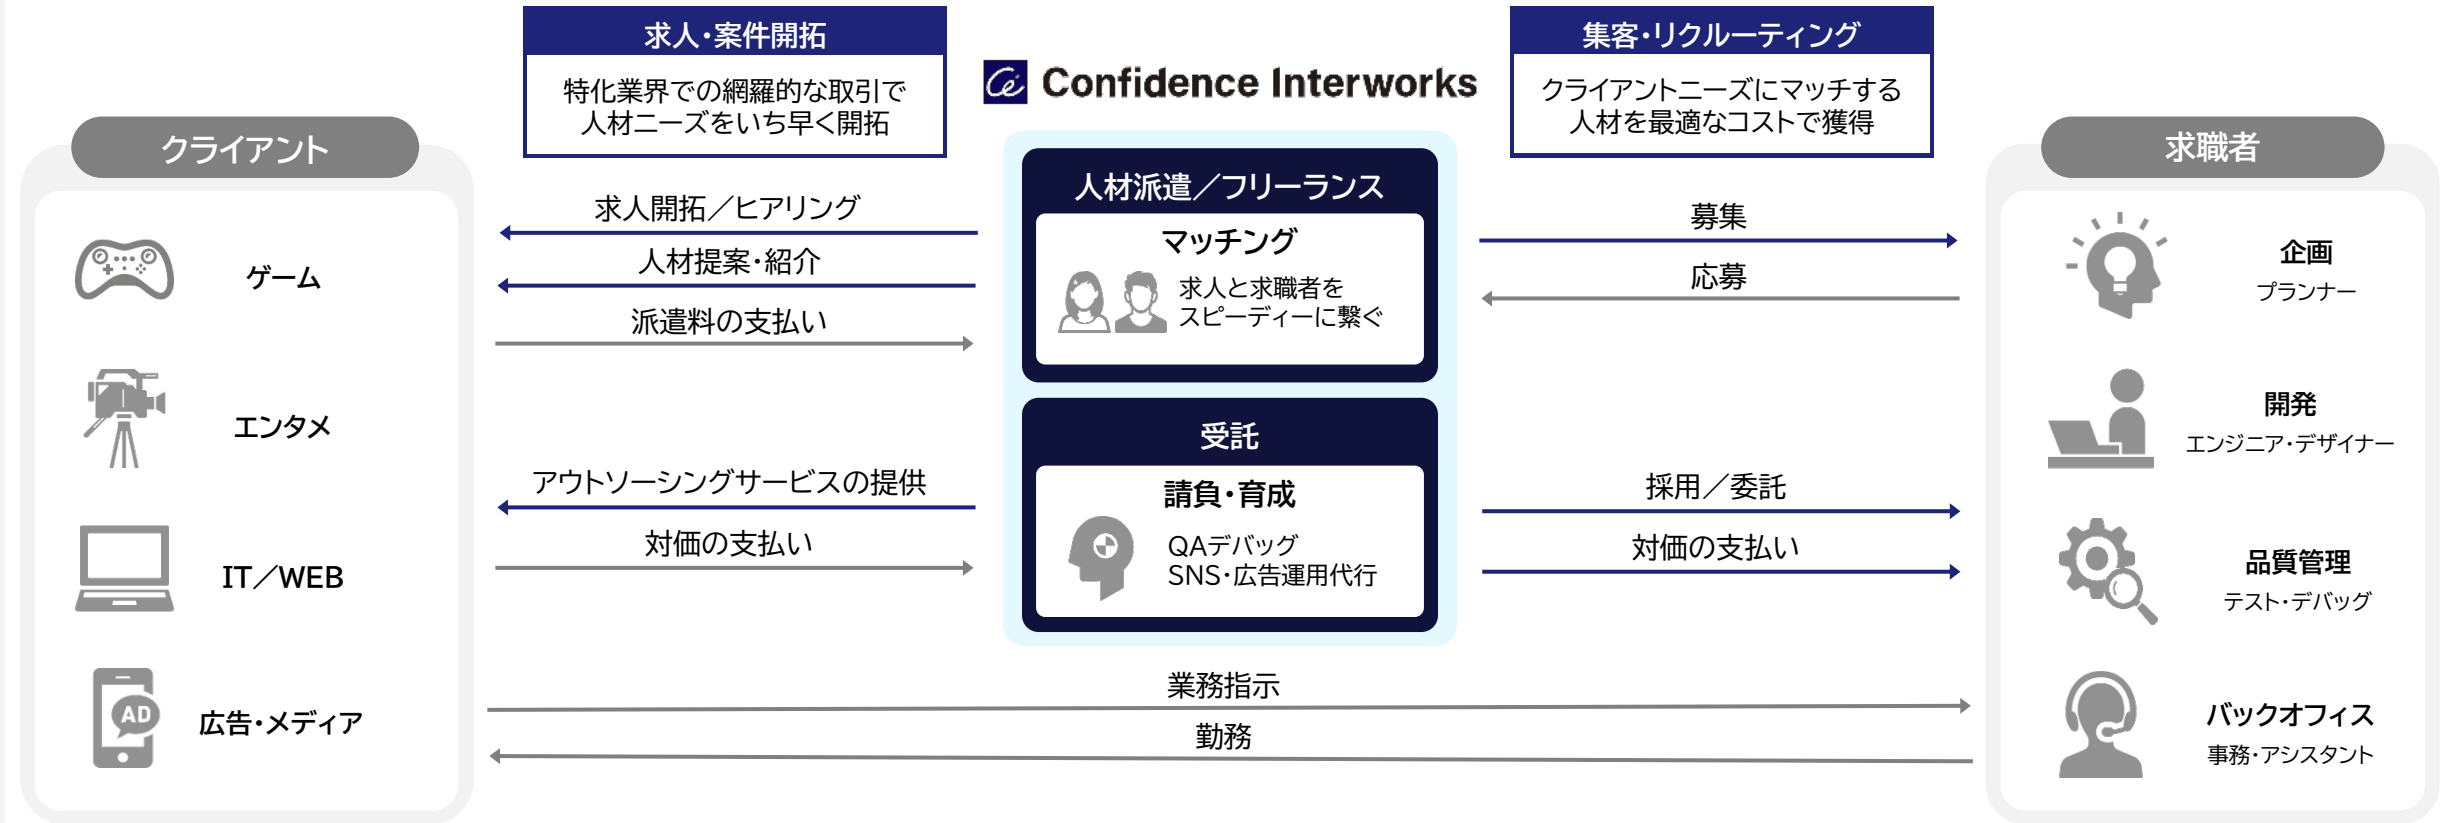 求人・案件開拓
特化業界での網羅的な取引で
人材ニーズをいち早く開拓
Confidence Interworks
集客・リクルーティング
クライアントニーズにマッチする
人材を最適なコストで獲得
クライアント
ゲーム
エンタメ
IT／WEB
AD
広告・メディア
求人開拓／ヒアリング
人材提案・紹介
派遣料の支払い
アウトソーシングサービスの提供
対価の支払い
人材派遣／フリーランス
マッチング
求人と求職者を
スピーディーに繋ぐ
受託
請負・育成
QAデバッグ
SNS・広告運用代行
募集
応募
採用／委託
対価の支払い
業務指示
勤務
求職者
企画
プランナー
開発
エンジニア・デザイナー
品質管理
テスト・デバッグ
バックオフィス
事務・アシスタント